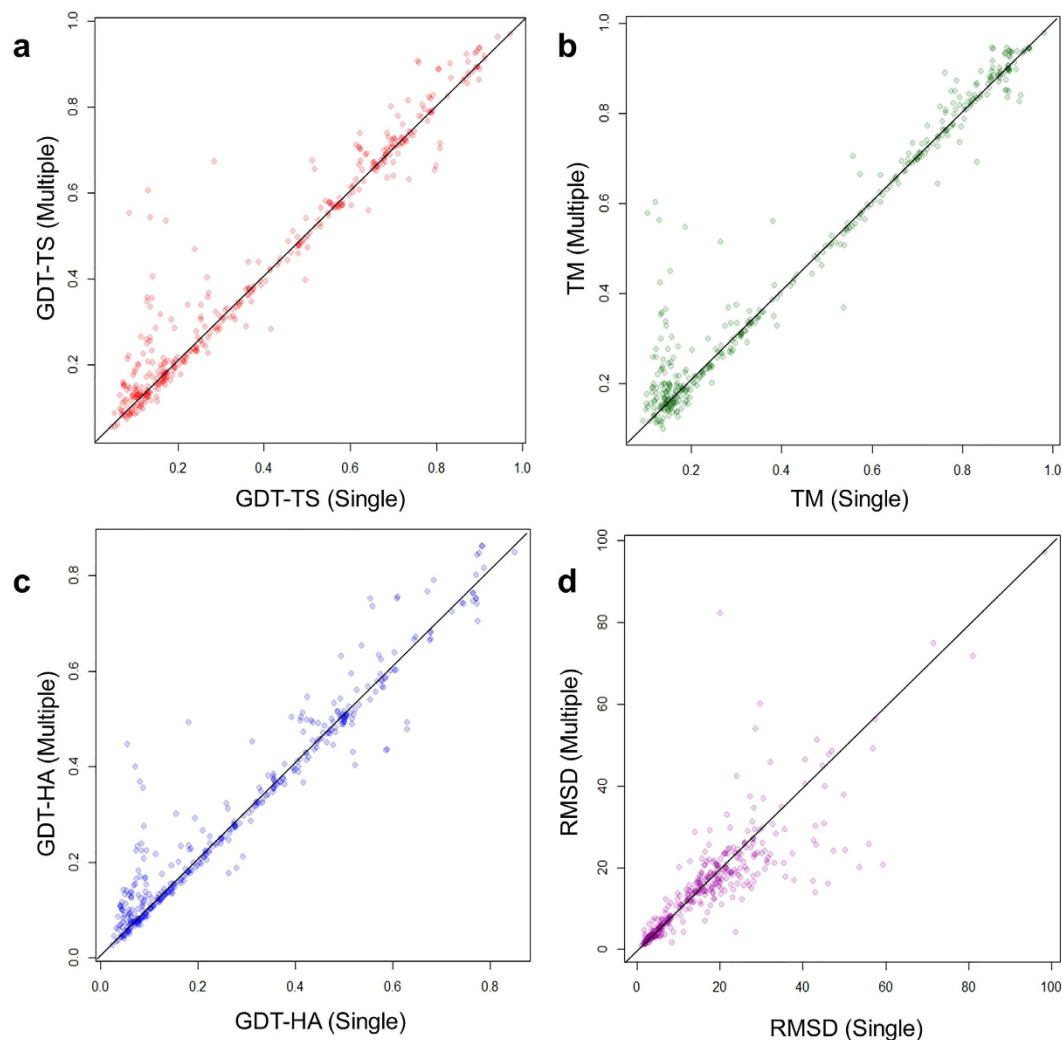 a
GDT-TS (Multiple)
1.0
0.8
0.6
0.4
0.2
0.2 0.4 0.6 0.8 1.0
GDT-TS (Single)
b
TM (Multiple)
1.0
0.8
0.6
0.4
0.2
0.2 0.4 0.6 0.8 1.0
TM (Single)
c
GDT-HA (Multiple)
0.8
0.6
0.4
0.2
0.0
0.0 0.2 0.4 0.6 0.8
GDT-HA (Single)
d
RMSD (Multiple)
100
80
60
40
20
0
0 20 40 60 80 100
RMSD (Single)